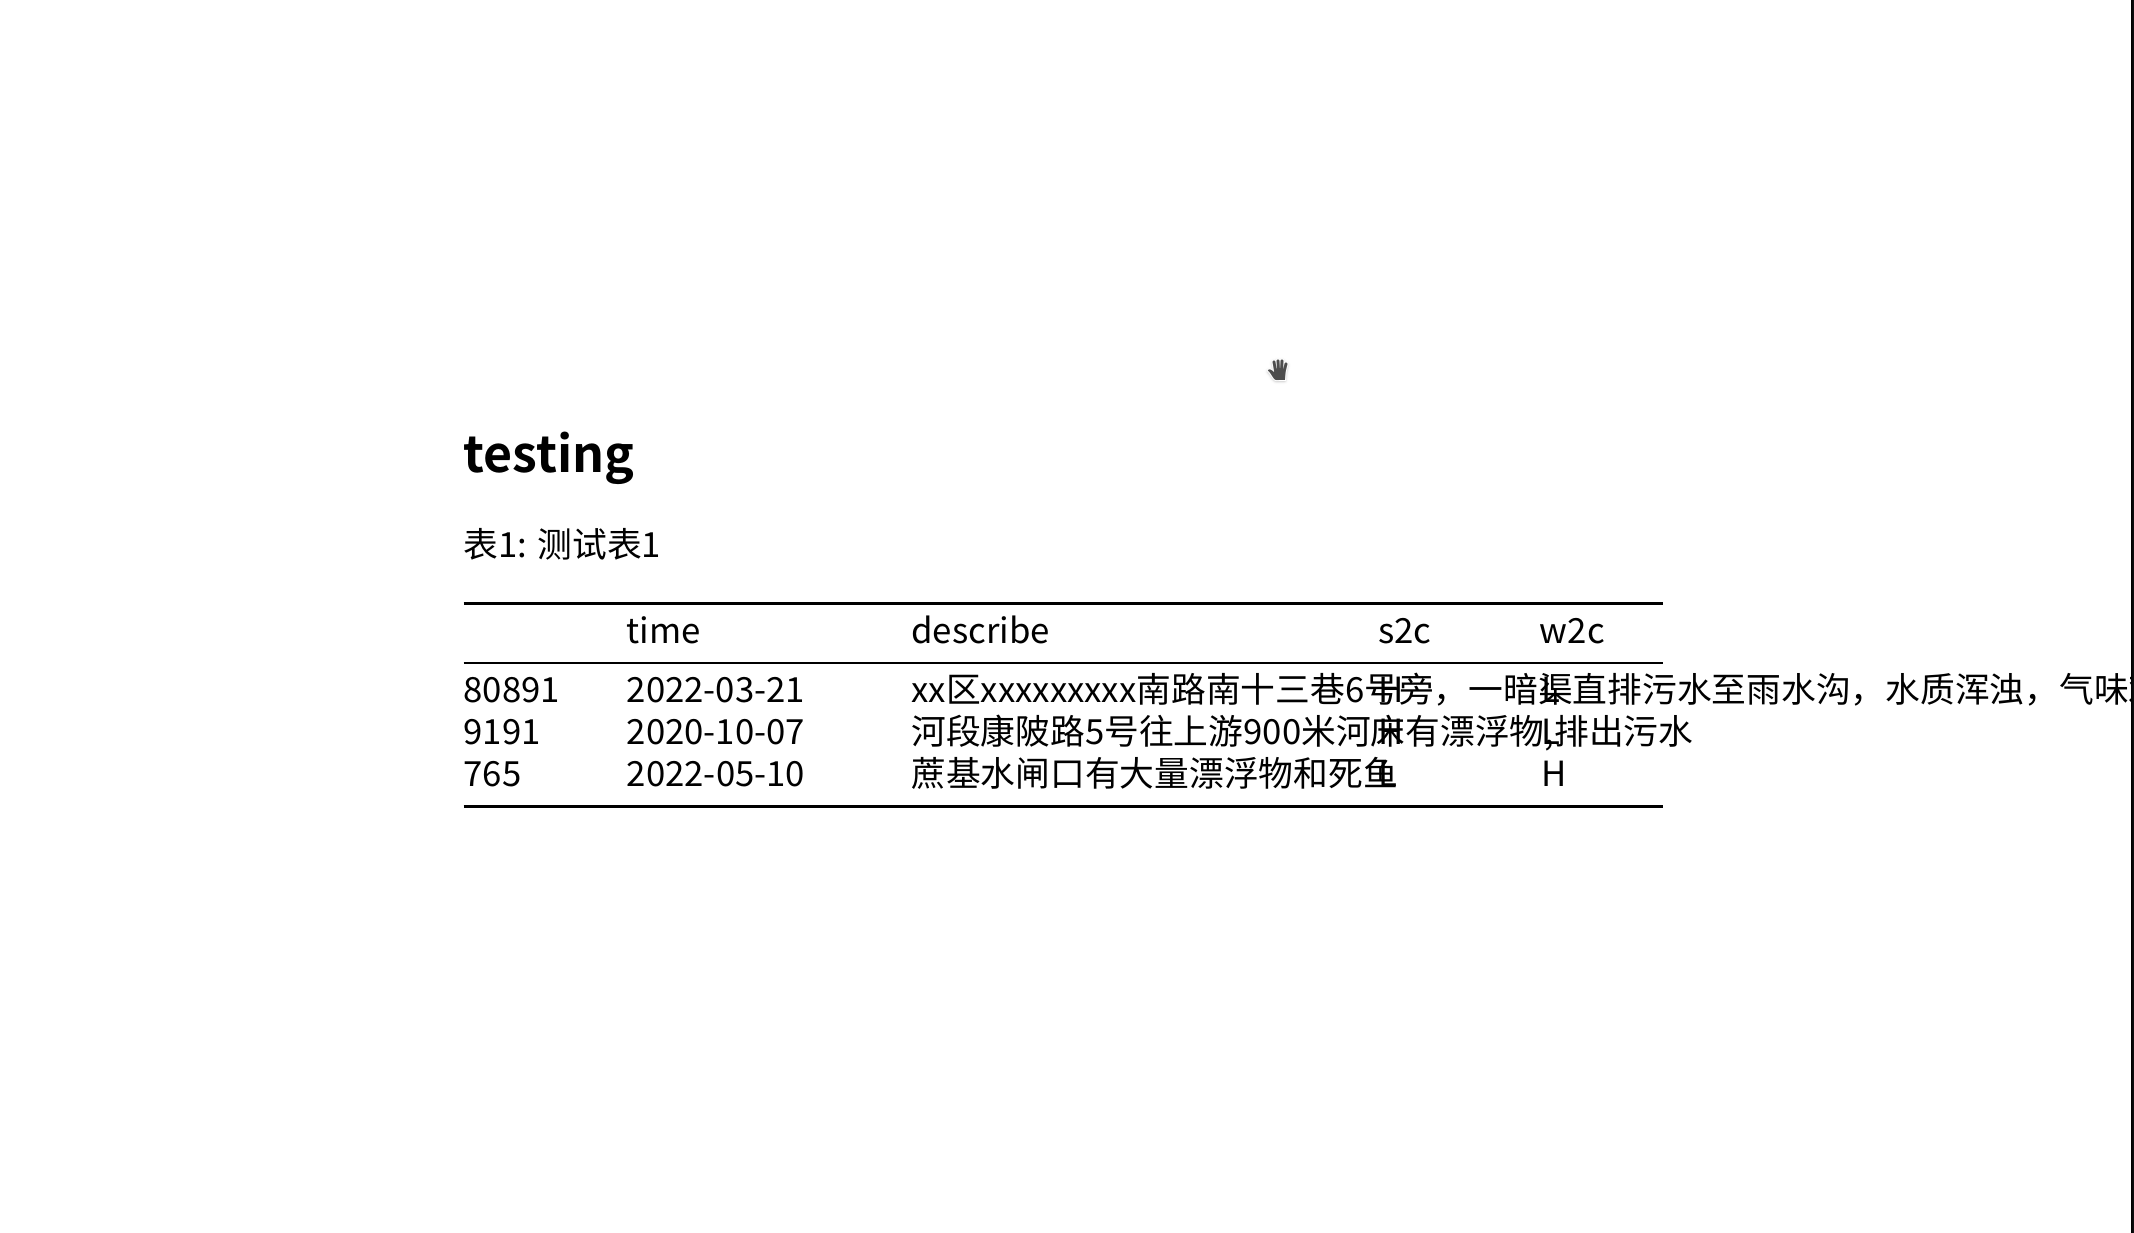 testing
表1: 测试表1
time describe s2c w2c
80891 2022-03-21 xx区xxxxxxxxx南路南十三巷6号旁，一暗渠直排污水至雨水沟，水质浑浊，气味 H L
9191 2020-10-07 河段康陂路5号往上游900米河床有漂浮物,排出污水 H L
765 2022-05-10 蔗基水闸口有大量漂浮物和死鱼 L H